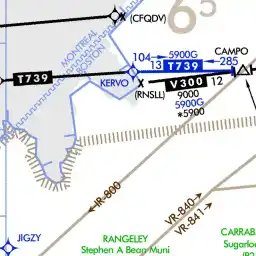 (CFQDV)
6⁵
MONTREAL
BOSTON
104 5900G
13 T739 285
CAMPO
T739
KERVO
(RNSLL)
V300 12
9000
5900G
*5900
IR-800
VR-840
VR-841
JIGZY
RANGELEY
Stephen A Bean Muni
CARRAB
Sugarloa